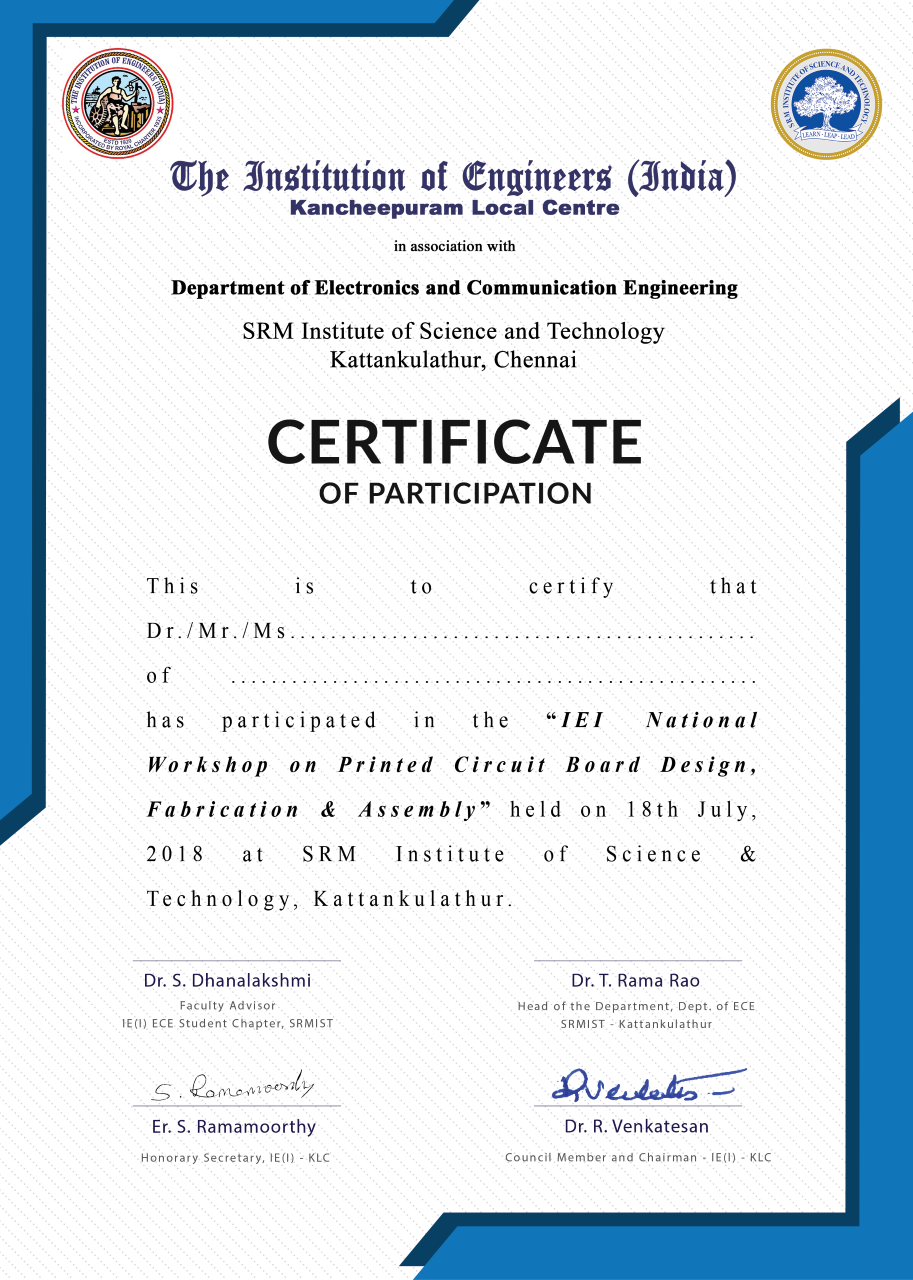 THE INSTITUTION OF ENGINEERS (INDIA)
ESTD 1920
INCORPORATED BY ROYAL CHARTER 1935
SRM INSTITUTE OF SCIENCE AND TECHNOLOGY
LEARN - LEAP - LEAD
The Institution of Engineers (India)
Kancheepuram Local Centre
in association with
Department of Electronics and Communication Engineering
SRM Institute of Science and Technology
Kattankulathur, Chennai
CERTIFICATE
OF PARTICIPATION
This is to certify that
Dr./Mr./Ms..............................................
of ....................................................
has participated in the “IEI National
Workshop on Printed Circuit Board Design,
Fabrication & Assembly” held on 18th July,
2018 at SRM Institute of Science &
Technology, Kattankulathur.
Dr. S. Dhanalakshmi
Faculty Advisor
IE(I) ECE Student Chapter, SRMIST
Dr. T. Rama Rao
Head of the Department, Dept. of ECE
SRMIST - Kattankulathur
S. Ramamoorthy
Er. S. Ramamoorthy
Honorary Secretary, IE(I) - KLC
R Venkatesan
Dr. R. Venkatesan
Council Member and Chairman - IE(I) - KLC